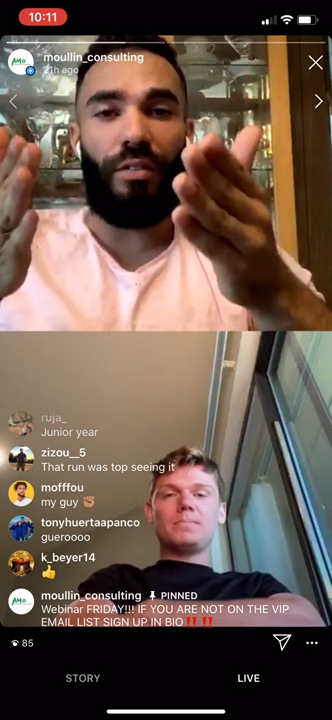 10:11
moullin_consulting
21h ago
ruja_
Junior year
zizou__5
That run was top seeing it
mofffou
my guy ✊🏽
tonyhuertaapanco
gueroooo
k_beyer14
👍
moullin_consulting PINNED
Webinar FRIDAY!!! IF YOU ARE NOT ON THE VIP
EMAIL LIST SIGN UP IN BIO‼️‼️
85
STORY LIVE